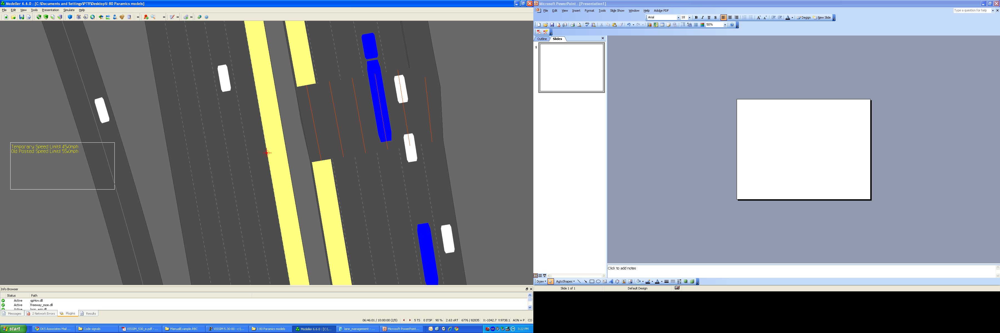 Modeller 6.6.0 : [C:\Documents and Settings\PTV\Desktop\I-80 Paramics models]
File Edit View Tools Presentation Simulate Help
Temporary Speed Limit: 45.0mph
Old Posted Speed Limit: 55.0mph
Info Browser
Status Path
Active qpHov.dll
Active freeway_moe.dll
Active loop_agg.dll
Messages 2 Network Errors Plugins Results
06:46:01 / 10:00:00 (2/5) 5 TS 0 ITSP 90 % 2.63 xRT 6776 / 82835 X:-1042.7 Y:9738.1 AON + P CO
Microsoft PowerPoint - [Presentation1]
File Edit View Insert Format Tools Slide Show Window Help Adobe PDF
Type a question for help
Arial 18 B I U S A A A Design New Slide
50%
Outline Slides
1
Click to add notes
Draw AutoShapes A A
Slide 1 of 1 Default Design
start DKS Associates Mail ... Code signals VISSIM_530_e.pdf - ... ManualExample.RBC VISSIM 5.30-00 - c:\... I-80 Paramics models Modeller 6.6.0 : [C:\... lane_management - ... Microsoft PowerPoint... 3:22 PM